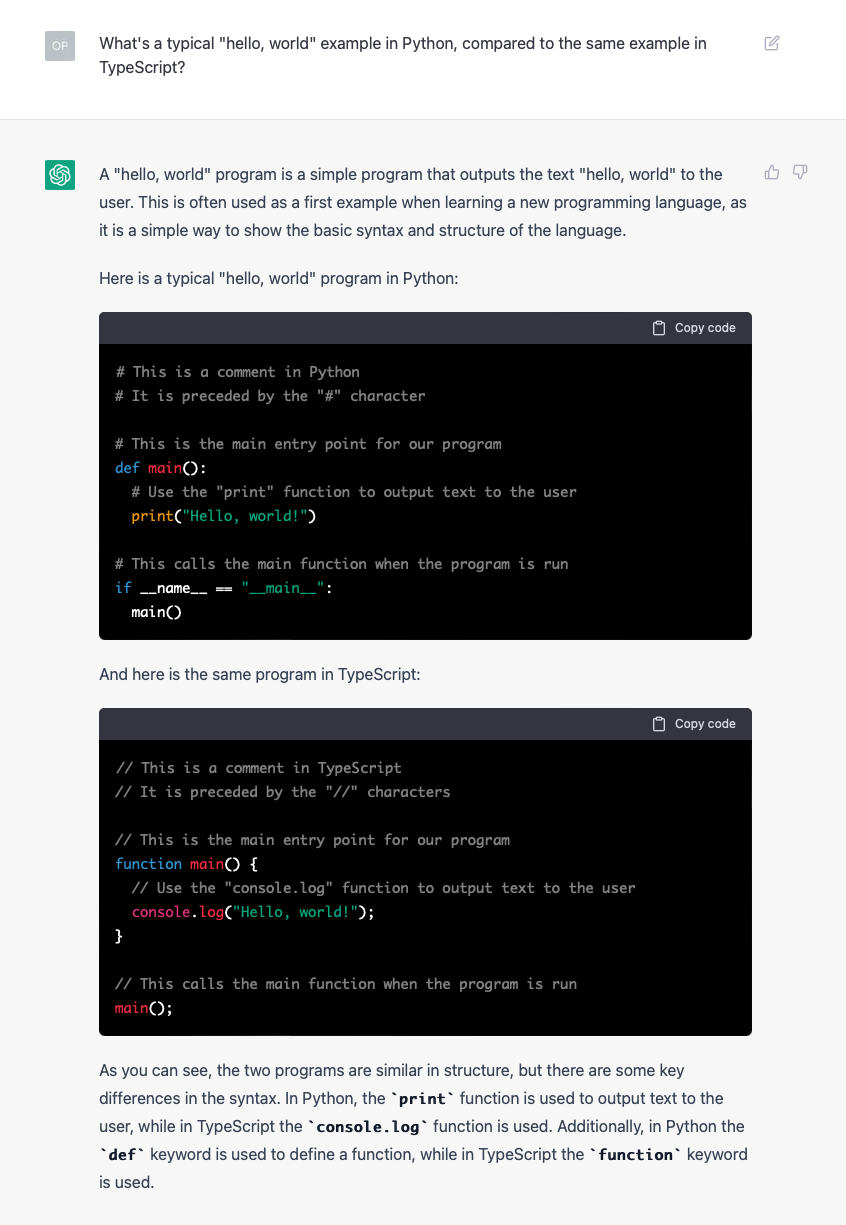 OP
What's a typical "hello, world" example in Python, compared to the same example in
TypeScript?
A "hello, world" program is a simple program that outputs the text "hello, world" to the
user. This is often used as a first example when learning a new programming language, as
it is a simple way to show the basic syntax and structure of the language.
Here is a typical "hello, world" program in Python:
Copy code
# This is a comment in Python
# It is preceded by the "#" character
# This is the main entry point for our program
def main():
  # Use the "print" function to output text to the user
  print("Hello, world!")
# This calls the main function when the program is run
if __name__ == "__main__":
  main()
And here is the same program in TypeScript:
Copy code
// This is a comment in TypeScript
// It is preceded by the "//" characters
// This is the main entry point for our program
function main() {
  // Use the "console.log" function to output text to the user
  console.log("Hello, world!");
}
// This calls the main function when the program is run
main();
As you can see, the two programs are similar in structure, but there are some key
differences in the syntax. In Python, the `print` function is used to output text to the
user, while in TypeScript the `console.log` function is used. Additionally, in Python the
`def` keyword is used to define a function, while in TypeScript the `function` keyword
is used.